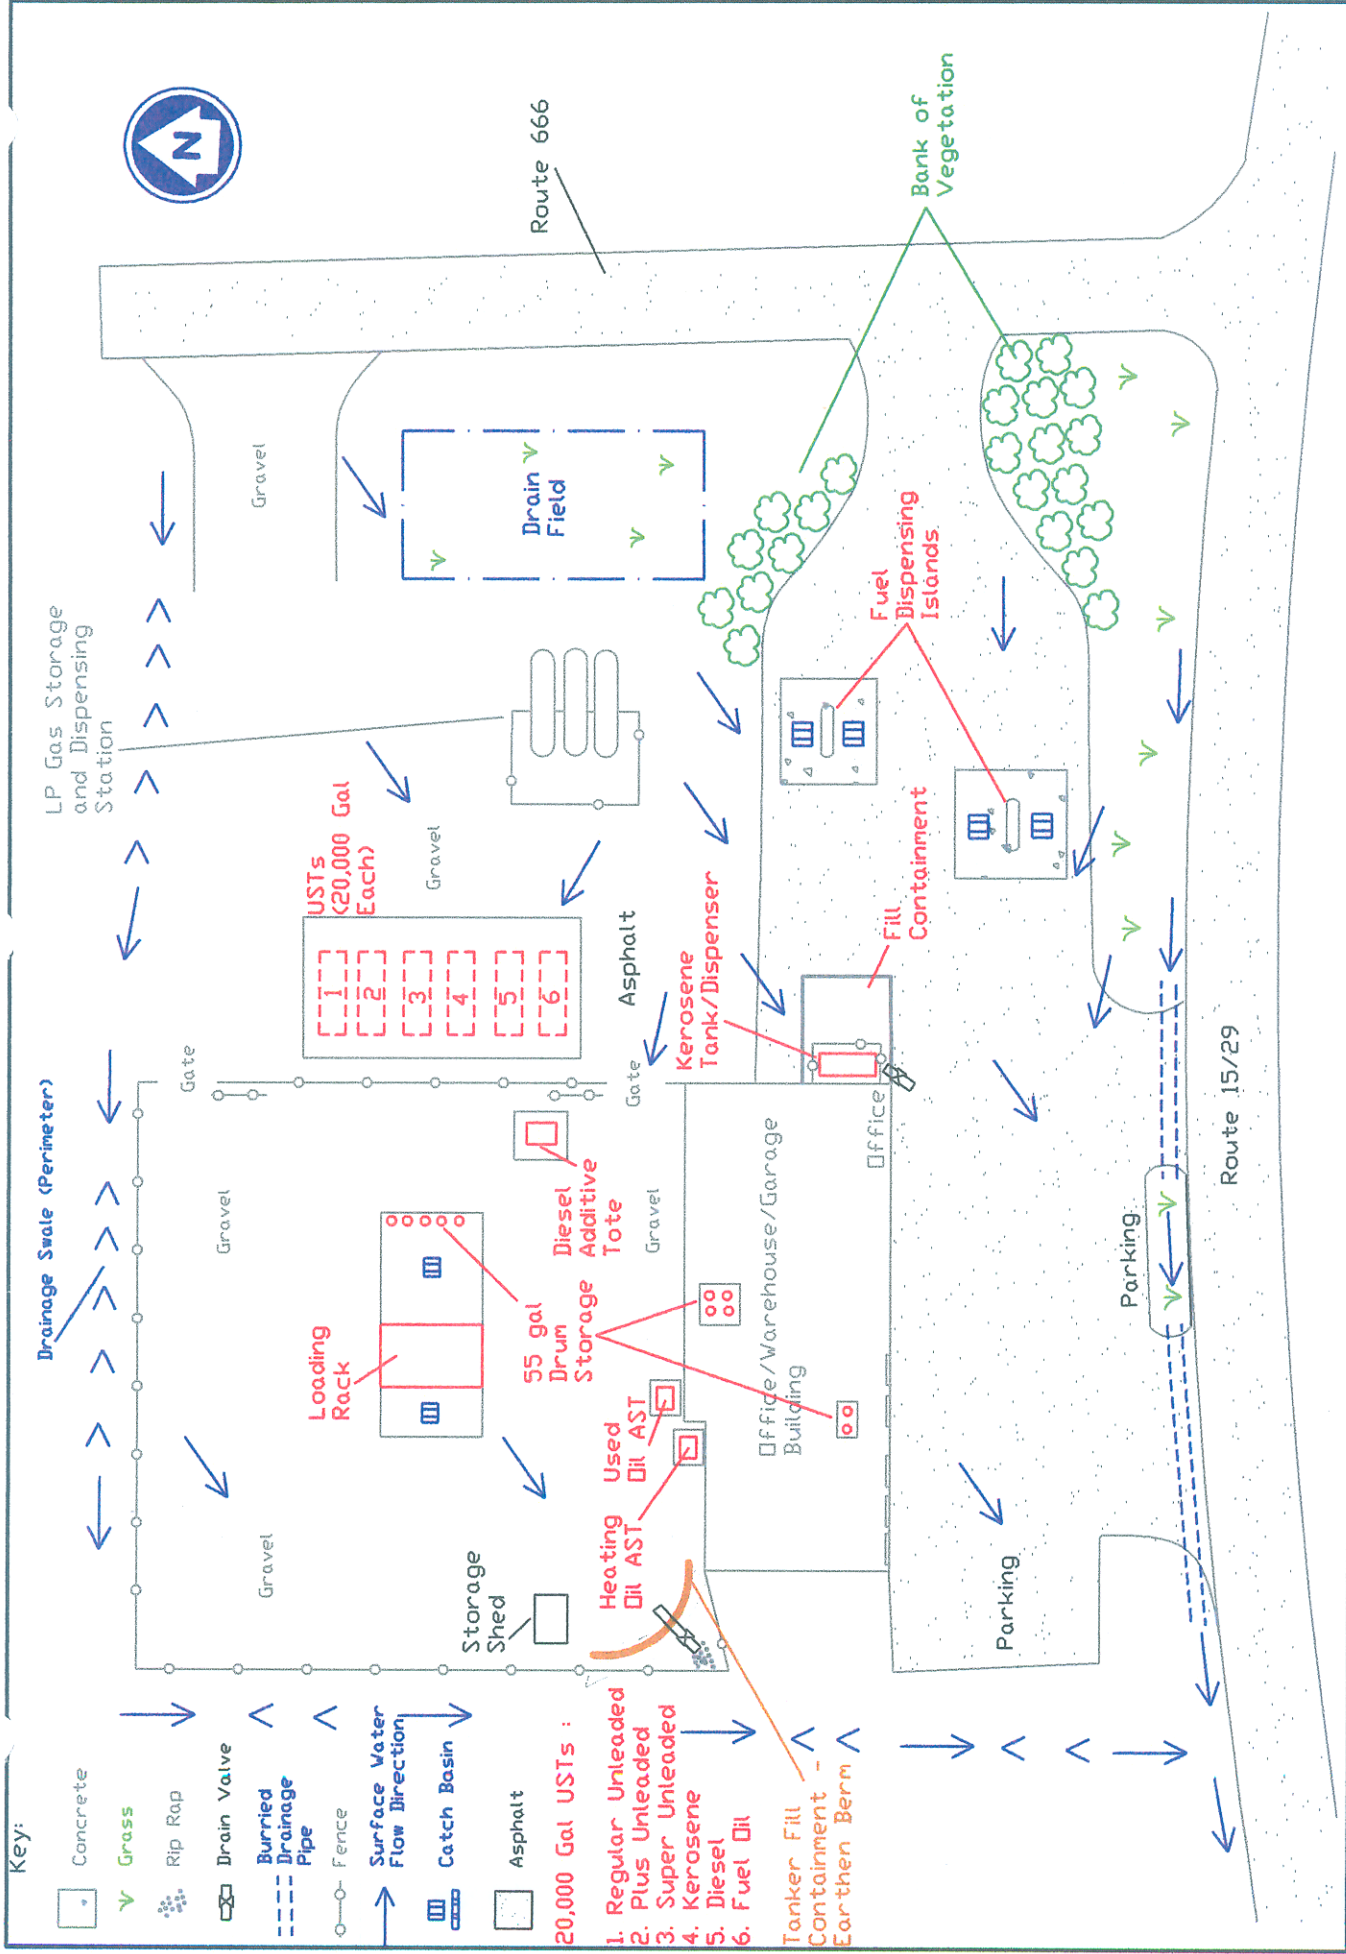 Key:
Concrete
Grass
Rip Rap
Drain Valve
Burried
Drainage
Pipe
Fence
Surface Water
Flow Direction
Catch Basin
Asphalt
20,000 Gal USTs :
1. Regular Unleaded
2. Plus Unleaded
3. Super Unleaded
4. Kerosene
5. Diesel
6. Fuel Oil
Tanker Fill
Containment -
Earthen Berm
Drainage Swale (Perimeter)
LP Gas Storage
and Dispensing
Station
N
Route 666
Gravel
Drain
Field
Bank of
Vegetation
Gate
Gravel
USTs
(20,000 Gal
Each)
1
2
3
4
5
6
Gravel
Asphalt
Gate
Loading
Rack
55 gal
Drum
Storage
Diesel
Additive
Tote
Gravel
Gravel
Storage
Shed
Heating
Oil AST
Used
Oil AST
Kerosene
Tank/Dispenser
Fill
Containment
Fuel
Dispensing
Islands
Office/Warehouse/Garage
Building
Office
Parking
Parking
Route 15/29